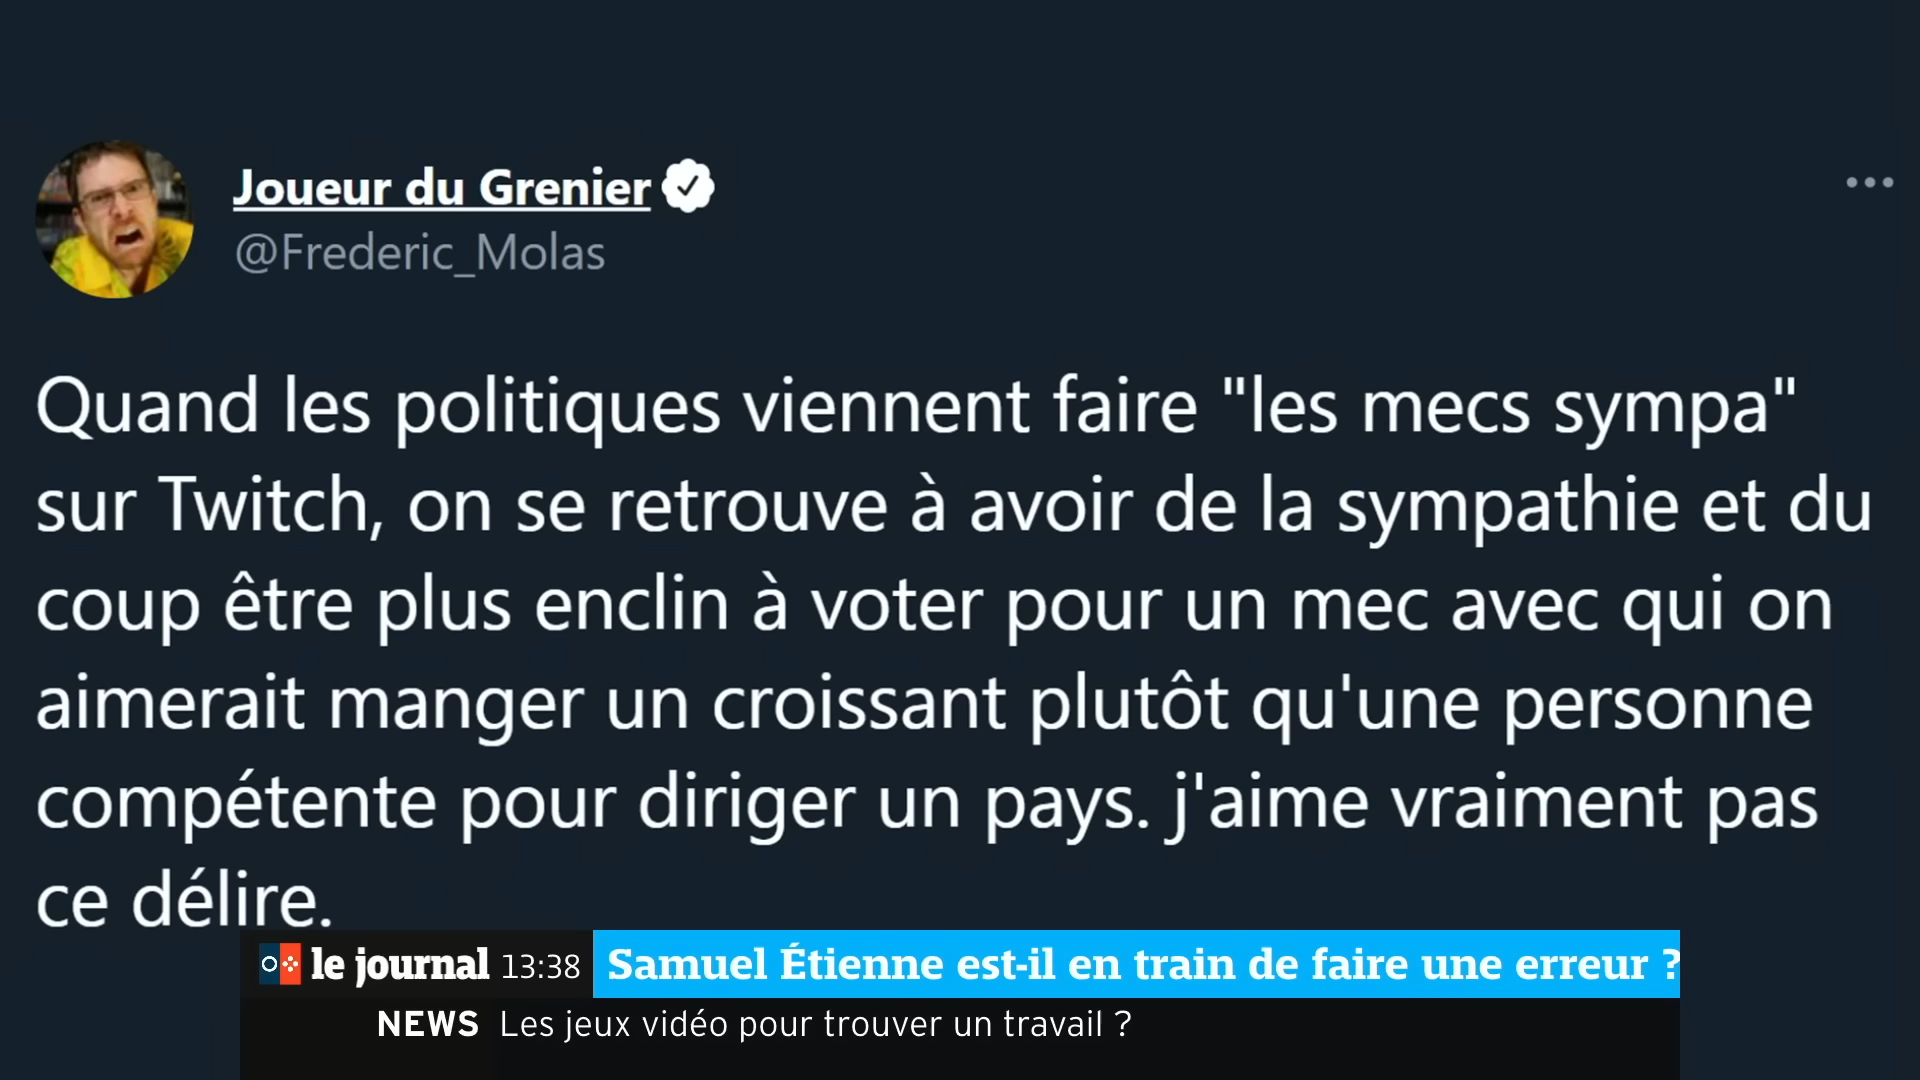 Joueur du Grenier
@Frederic_Molas
Quand les politiques viennent faire "les mecs sympa"
sur Twitch, on se retrouve à avoir de la sympathie et du
coup être plus enclin à voter pour un mec avec qui on
aimerait manger un croissant plutôt qu'une personne
compétente pour diriger un pays. j'aime vraiment pas
ce délire.
le journal 13:38 Samuel Étienne est-il en train de faire une erreur ?
NEWS Les jeux vidéo pour trouver un travail ?